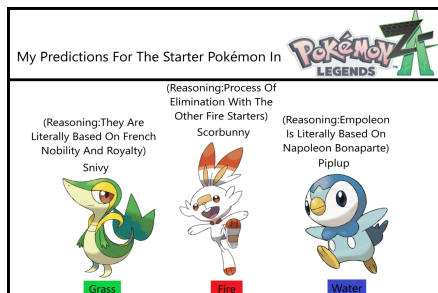 My Predictions For The Starter Pokémon In
POKÉMON
LEGENDS
ZA
(Reasoning:They Are
Literally Based On French
Nobility And Royalty)
Snivy
(Reasoning:Process Of
Elimination With The
Other Fire Starters)
Scorbunny
(Reasoning:Empoleon
Is Literally Based On
Napoleon Bonaparte)
Piplup
Grass
Fire
Water